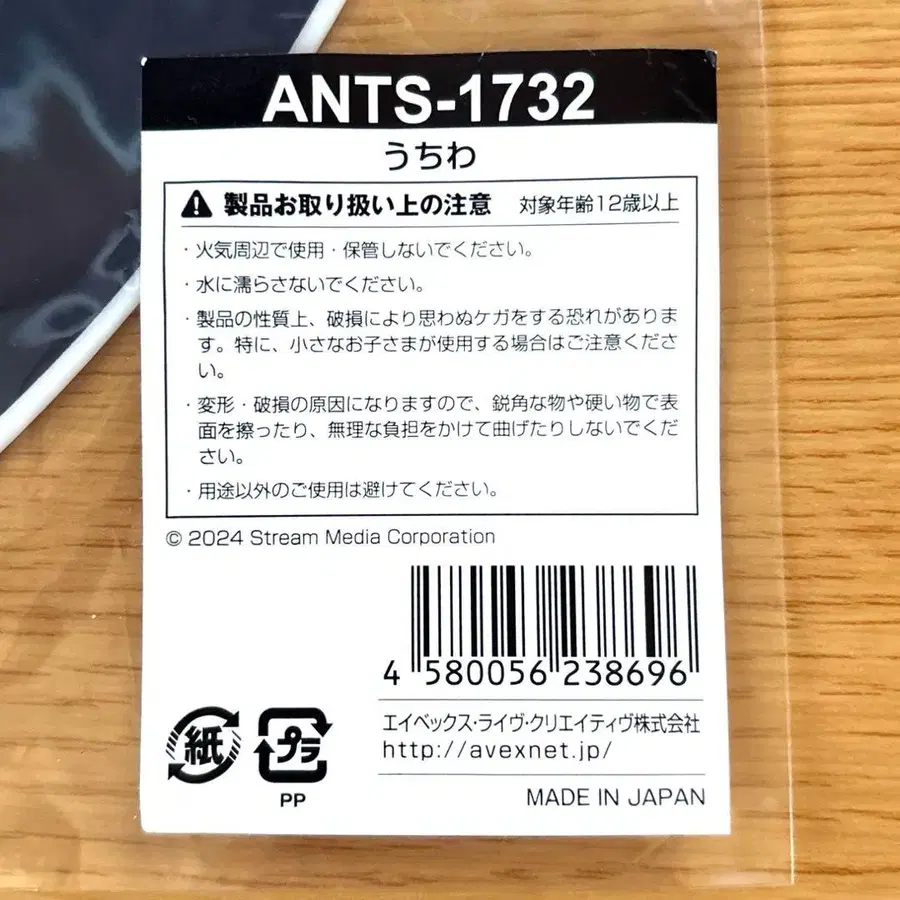 ANTS-1732
うちわ
製品お取り扱い上の注意 対象年齢12歳以上
・火気周辺で使用・保管しないでください。
・水に濡らさないでください。
・製品の性質上、破損により思わぬケガをする恐れがありま
す。特に、小さなお子さまが使用する場合はご注意くださ
い。
・変形・破損の原因になりますので、鋭角な物や硬い物で表
面を擦ったり、無理な負担をかけて曲げたりしないでくだ
さい。
・用途以外のご使用は避けてください。
© 2024 Stream Media Corporation
4 580056 238696
エイベックス・ライヴ・クリエイティヴ株式会社
http://avexnet.jp/
紙 プラ
PP
MADE IN JAPAN